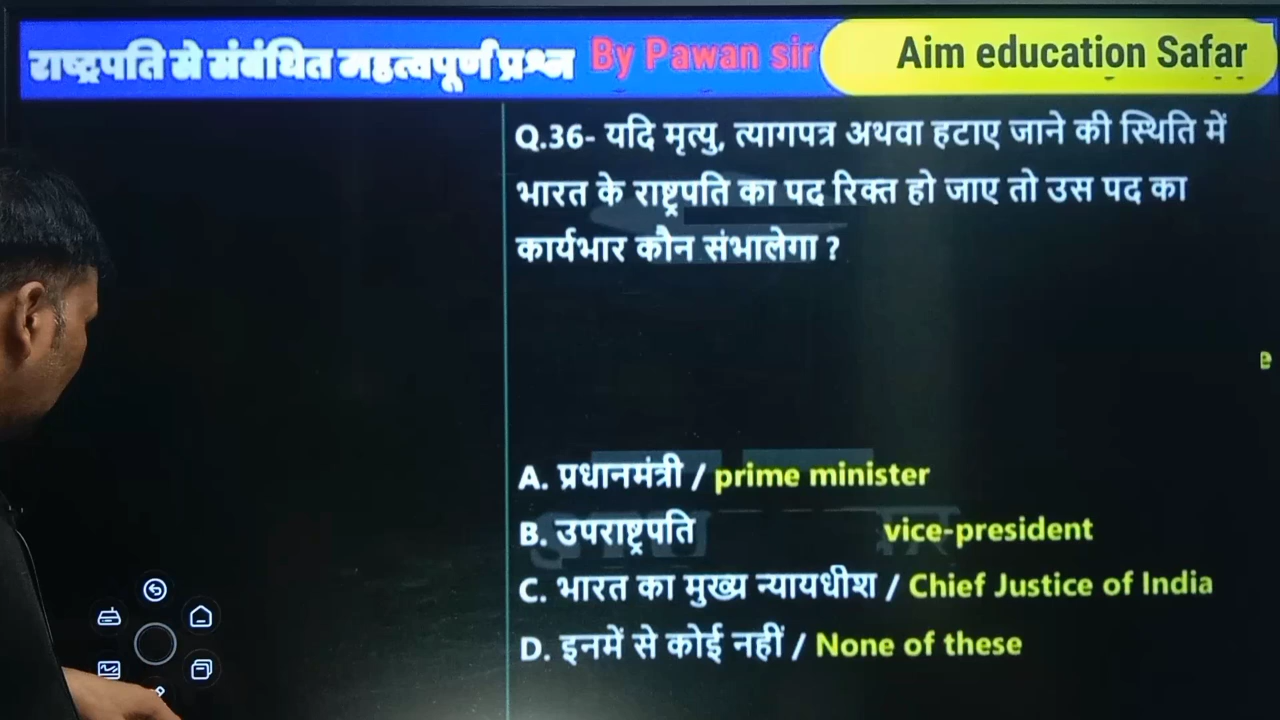 राष्ट्रपति से संबंधित महत्वपूर्ण प्रश्न By Pawan sir Aim education Safar
Q.36- यदि मृत्यु, त्यागपत्र अथवा हटाए जाने की स्थिति में
भारत के राष्ट्रपति का पद रिक्त हो जाए तो उस पद का
कार्यभार कौन संभालेगा ?
A. प्रधानमंत्री / prime minister
B. उपराष्ट्रपति vice-president
C. भारत का मुख्य न्यायधीश / Chief Justice of India
D. इनमें से कोई नहीं / None of these